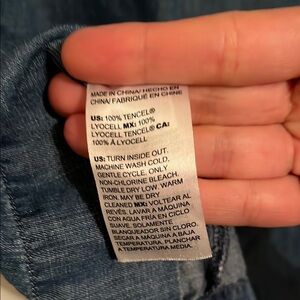 MADE IN CHINA/ HECHO EN
CHINA/ FABRIQUÉ EN CHINE
US: 100% TENCEL®
LYOCELL MX: 100%
LYOCELL TENCEL® CA:
100% Á LYOCELL
US: TURN INSIDE OUT.
MACHINE WASH COLD,
GENTLE CYCLE. ONLY
NON-CHLORINE BLEACH.
TUMBLE DRY LOW. WARM
IRON. MAY BE DRY
CLEANED MX: VOLTEAR AL
REVÉS. LAVAR A MÁQUINA
CON AGUA FRÍA EN CICLO
SUAVE. SOLAMENTE
BLANQUEADOR SIN CLORO.
SECAR A MÁQUINA A BAJA
TEMPERATURA. PLANCHAR
A TEMPERATURA MEDIA.